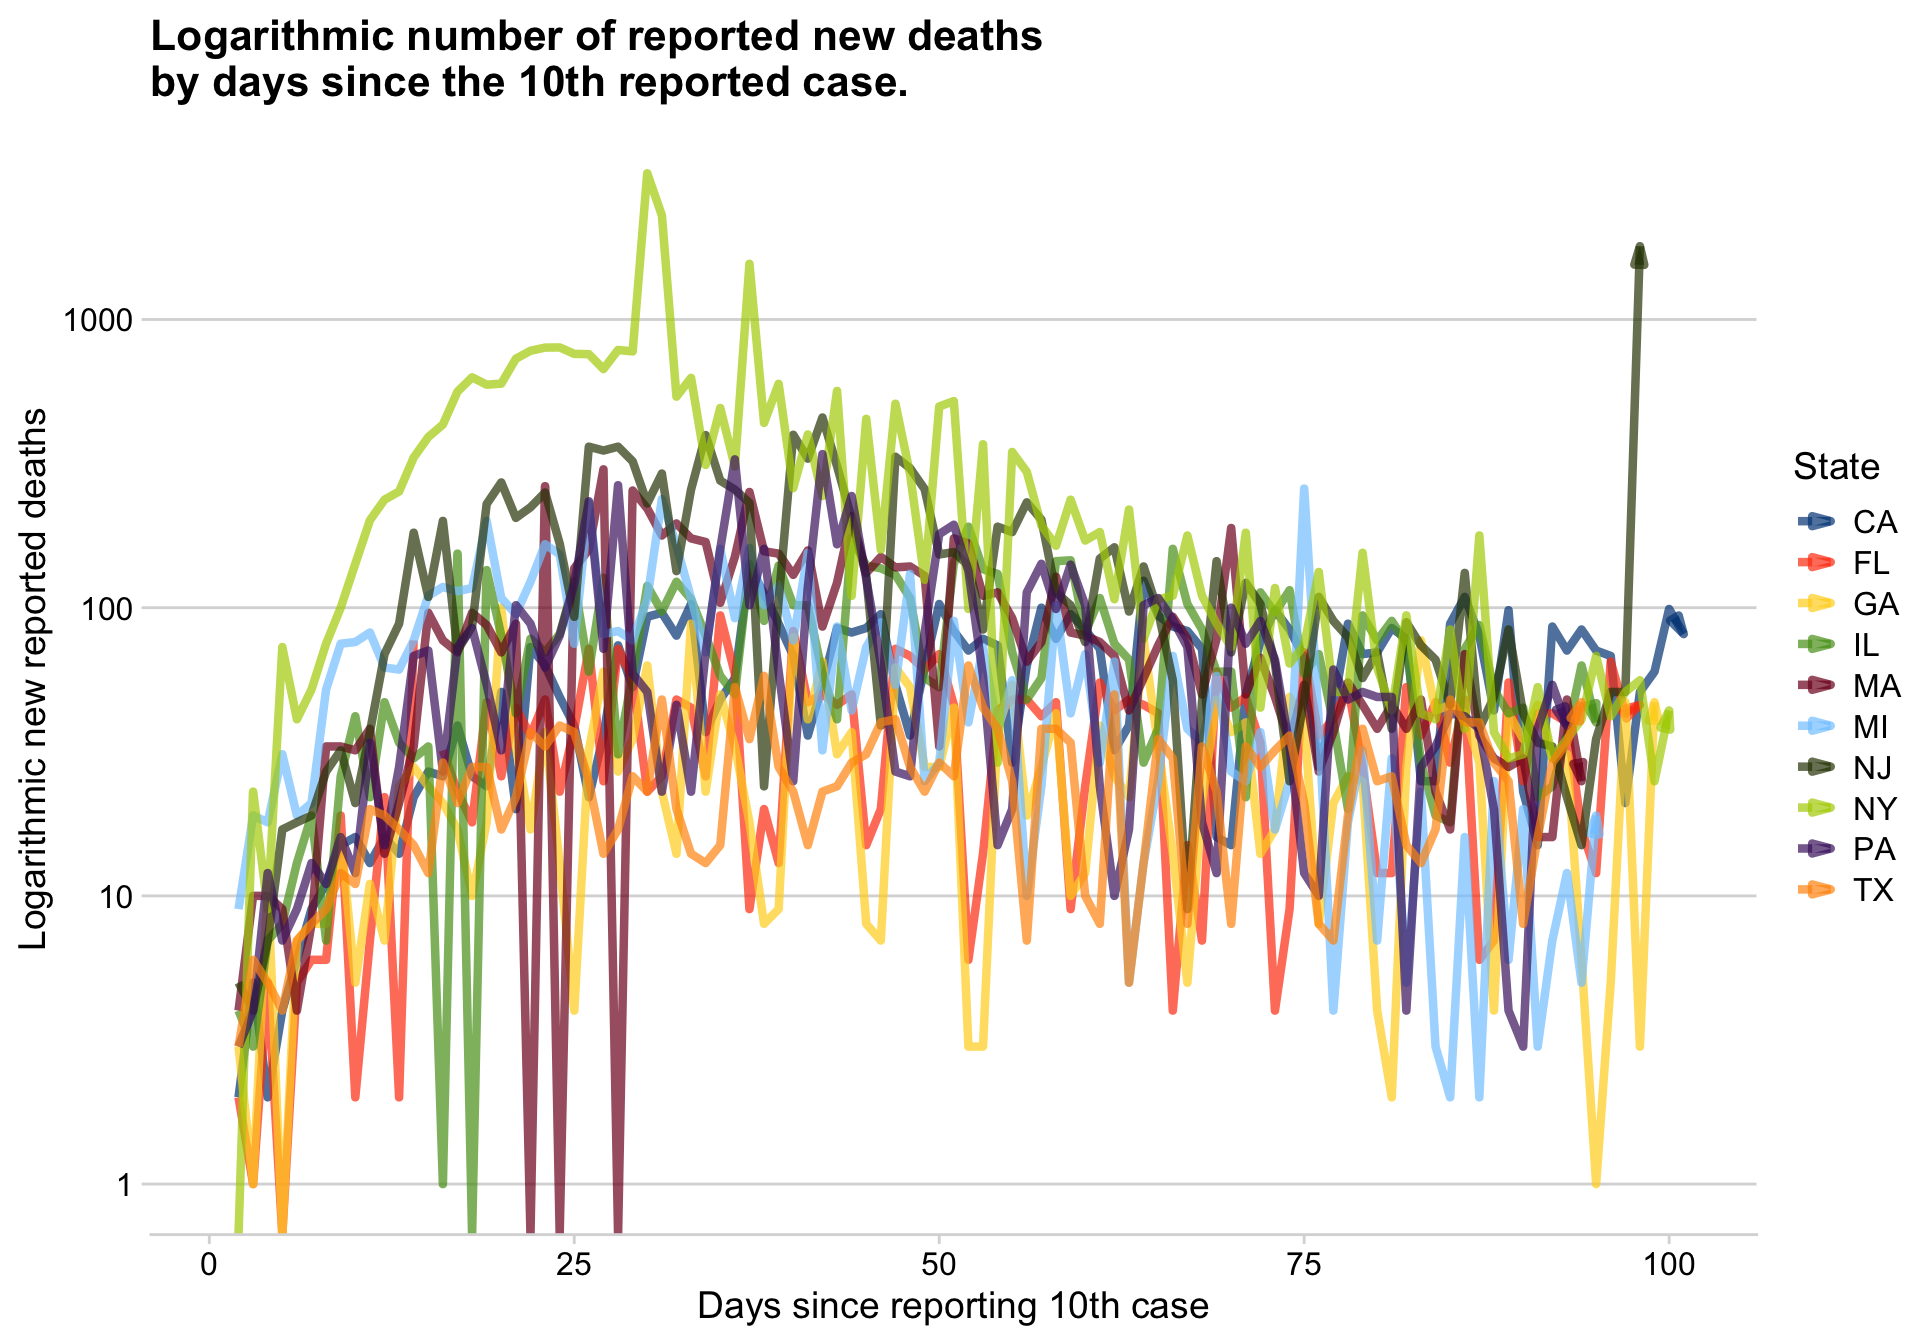 Logarithmic number of reported new deaths
by days since the 10th reported case.
Logarithmic new reported deaths
1000
100
10
1
0
25
50
75
100
Days since reporting 10th case
State
CA
FL
GA
IL
MA
MI
NJ
NY
PA
TX